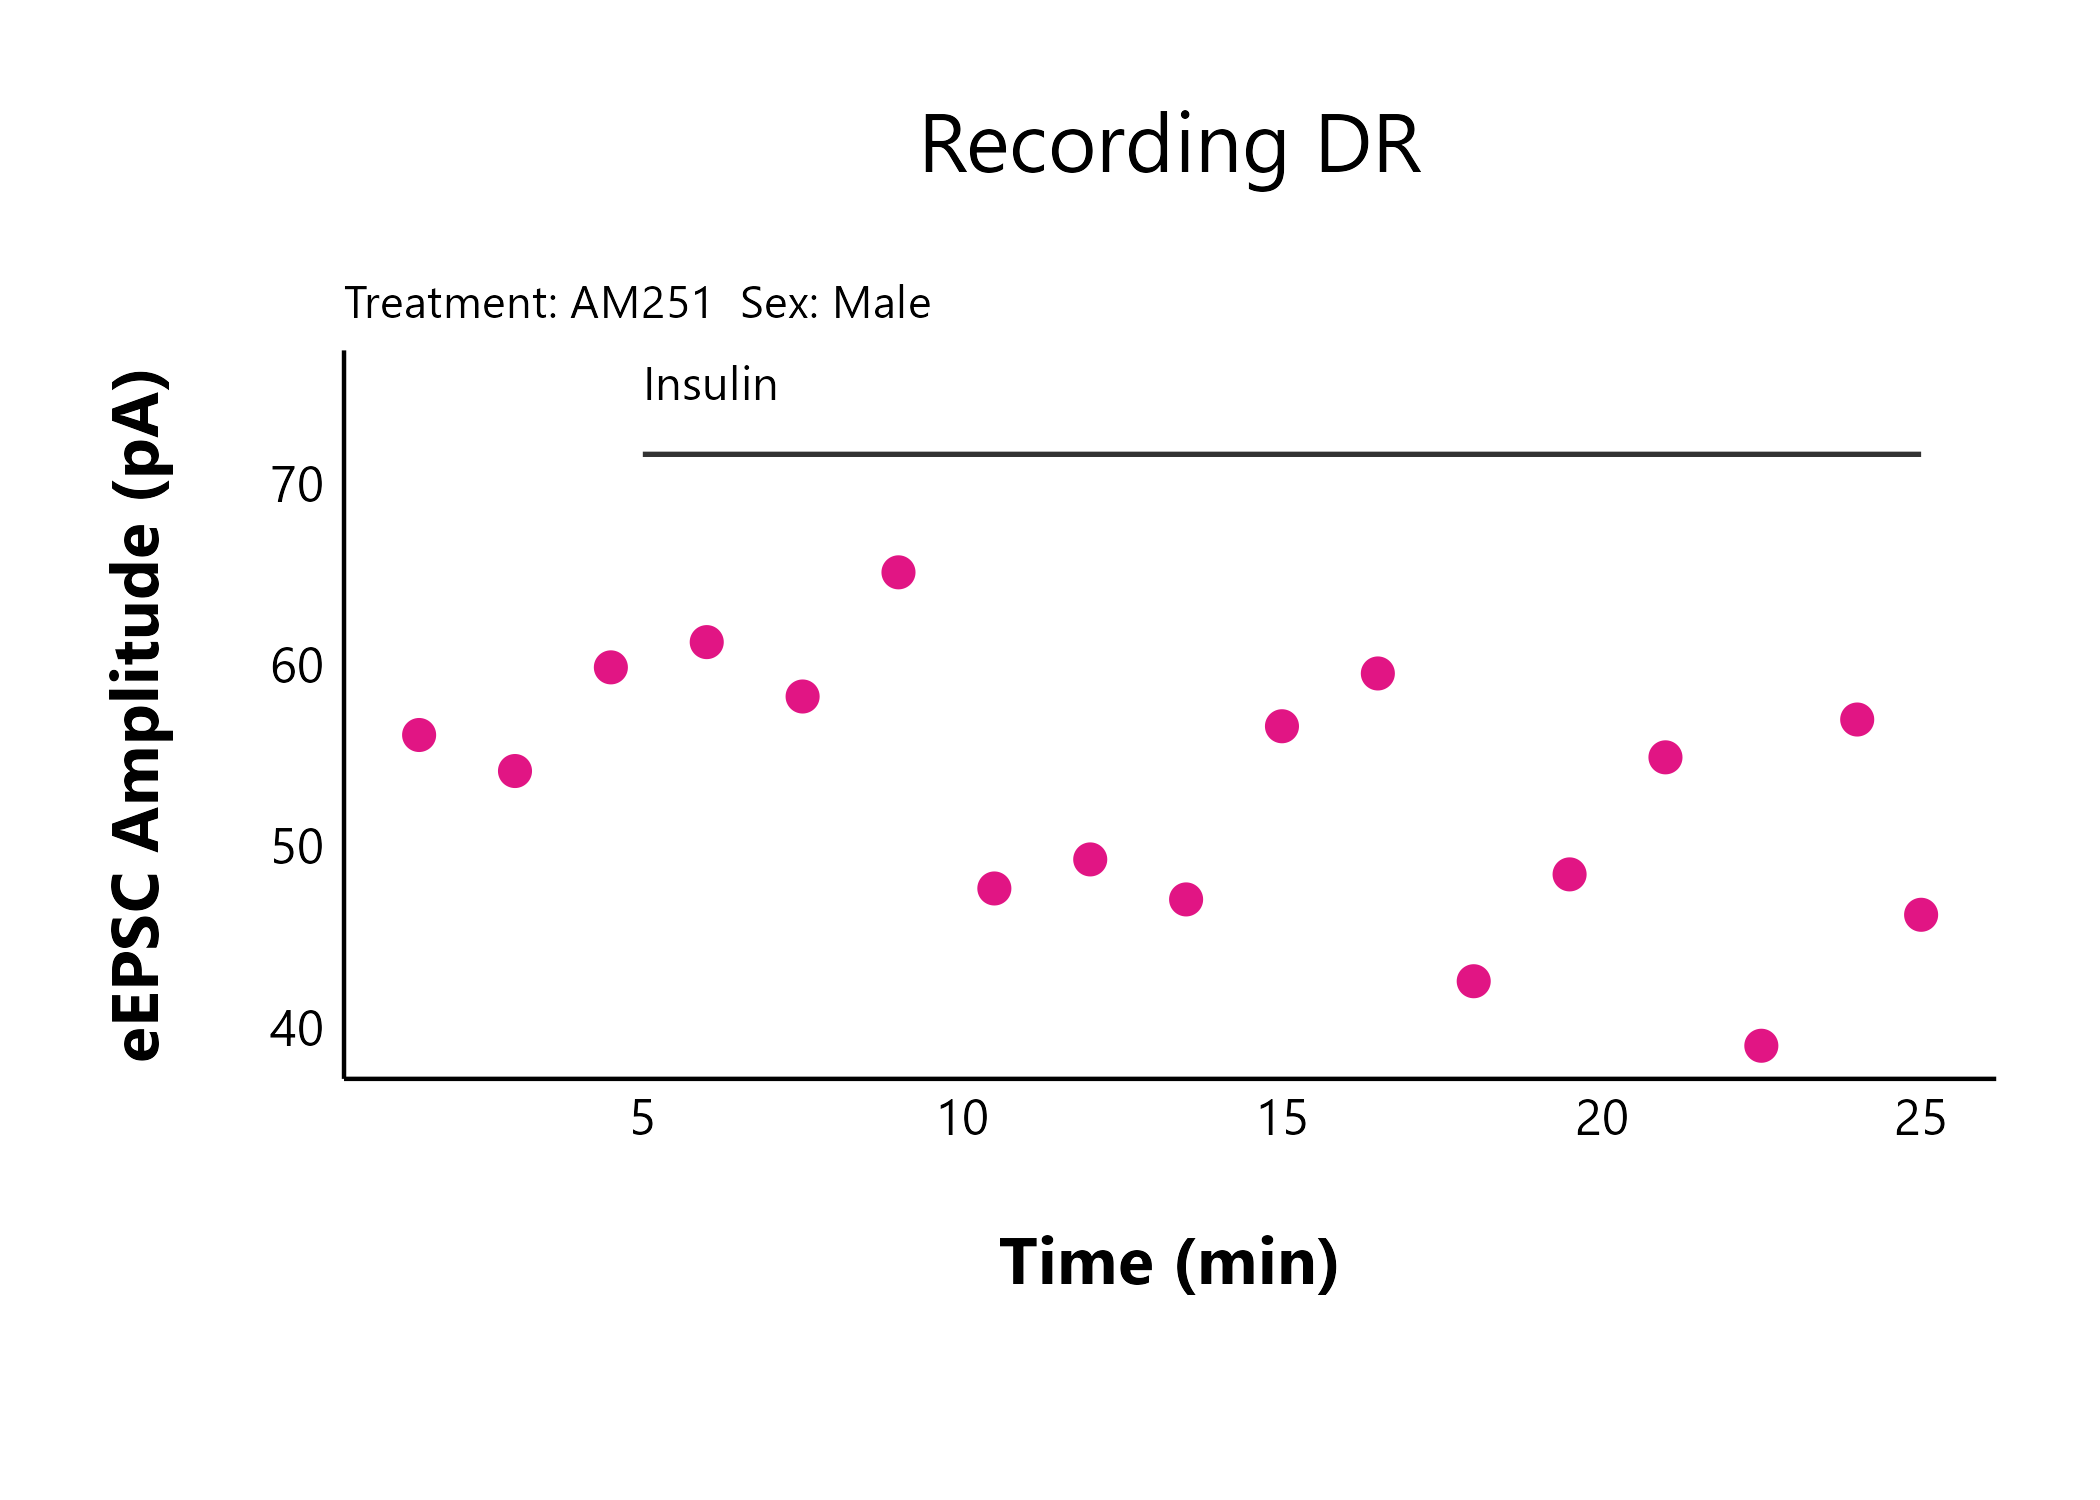 Recording DR
Treatment: AM251  Sex: Male
Insulin
eEPSC Amplitude (pA)
70
60
50
40
5 10 15 20 25
Time (min)